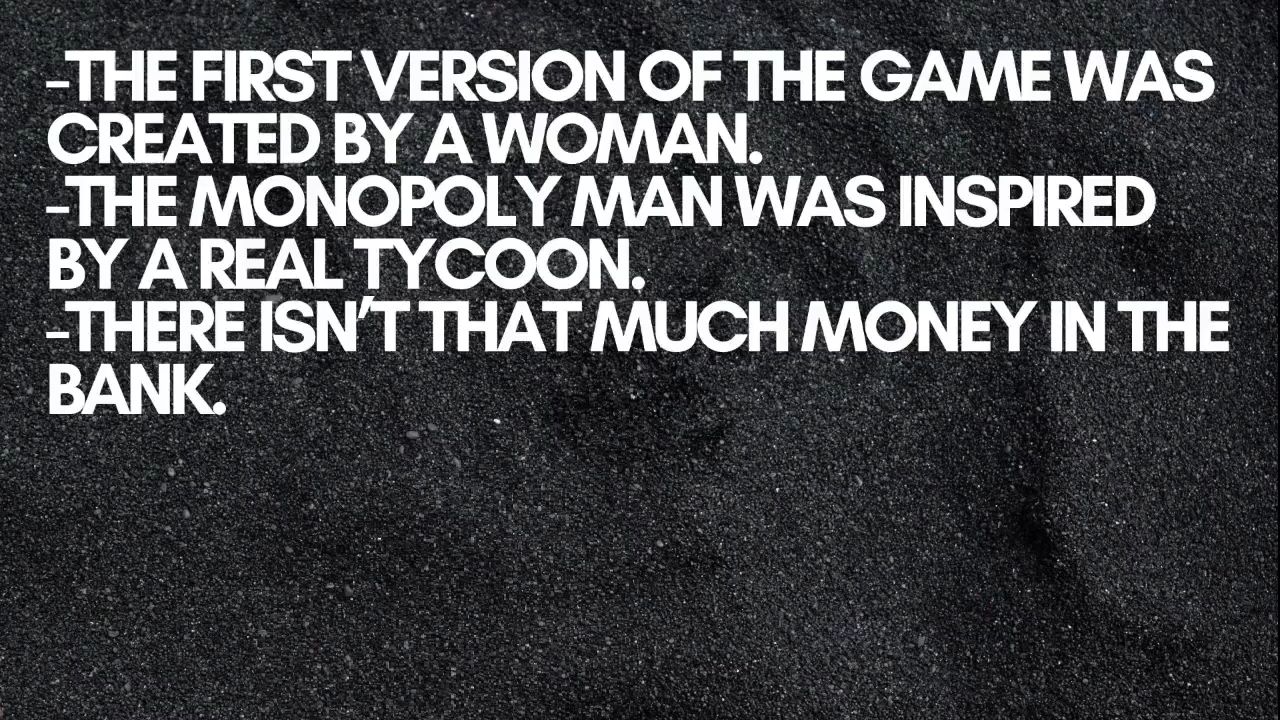 -THE FIRST VERSION OF THE GAME WAS
CREATED BY A WOMAN.
-THE MONOPOLY MAN WAS INSPIRED
BY A REAL TYCOON.
-THERE ISN'T THAT MUCH MONEY IN THE
BANK.